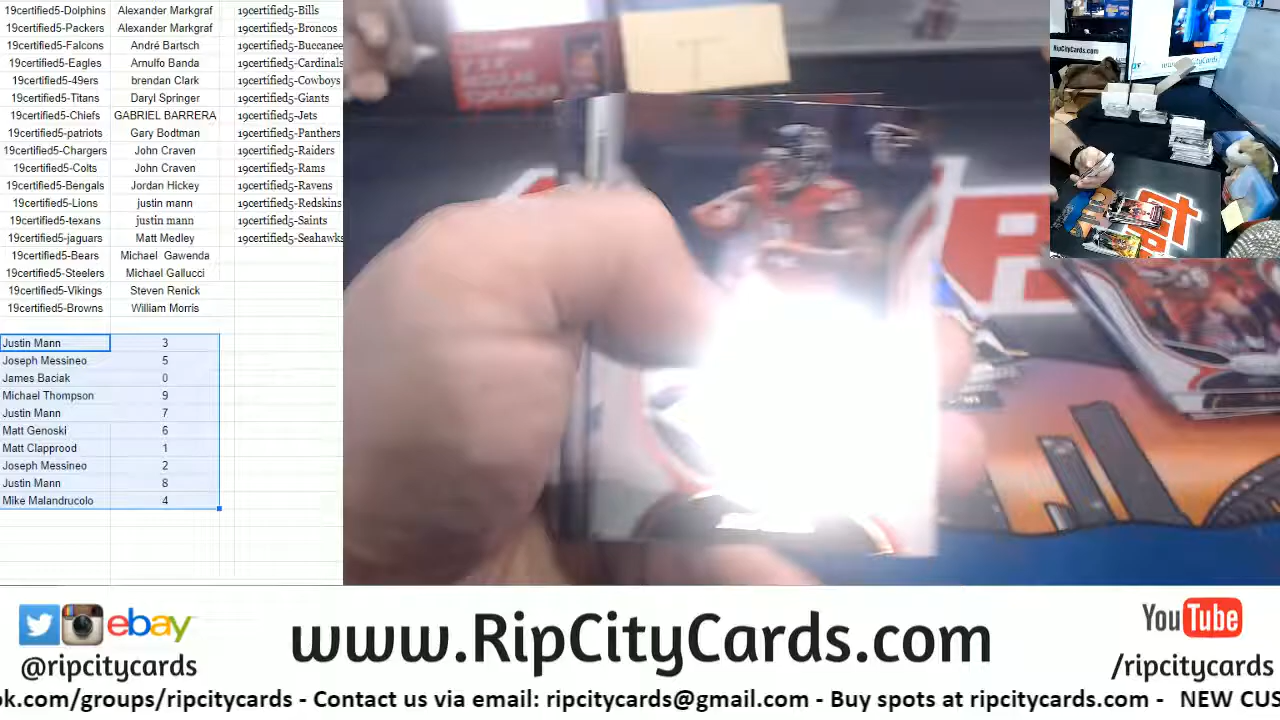 19certified5-Dolphins Alexander Markgraf 19certified5-Bills
19certified5-Packers Alexander Markgraf 19certified5-Broncos
19certified5-Falcons André Bartsch 19certified5-Buccanee
19certified5-Eagles Arnulfo Banda 19certified5-Cardinals
19certified5-49ers brendan Clark 19certified5-Cowboys
19certified5-Titans Daryl Springer 19certified5-Giants
19certified5-Chiefs GABRIEL BARRERA 19certified5-Jets
19certified5-patriots Gary Bodtman 19certified5-Panthers
19certified5-Chargers John Craven 19certified5-Raiders
19certified5-Colts John Craven 19certified5-Rams
19certified5-Bengals Jordan Hickey 19certified5-Ravens
19certified5-Lions justin mann 19certified5-Redskins
19certified5-texans justin mann 19certified5-Saints
19certified5-jaguars Matt Medley 19certified5-Seahawks
19certified5-Bears Michael Gawenda
19certified5-Steelers Michael Gallucci
19certified5-Vikings Steven Renick
19certified5-Browns William Morris
Justin Mann 3
Joseph Messineo 5
James Baciak 0
Michael Thompson 9
Justin Mann 7
Matt Genoski 6
Matt Clapprood 1
Joseph Messineo 2
Justin Mann 8
Mike Malandrucolo 4
RipCityCards.com
ebay
@ripcitycards
www.RipCityCards.com
YouTube
/ripcitycards
ok.com/groups/ripcitycards - Contact us via email: ripcitycards@gmail.com - Buy spots at ripcitycards.com - NEW CUS